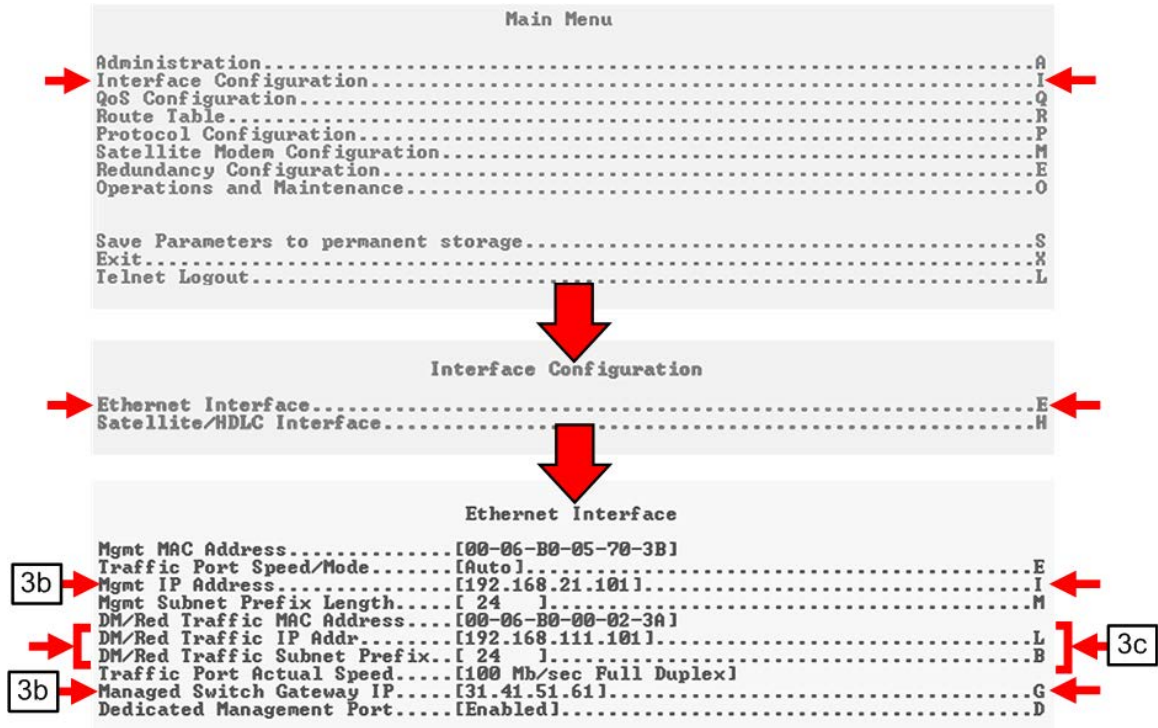 Main Menu
Administration..........A
Interface Configuration..........I
QoS Configuration..........Q
Route Table..........R
Protocol Configuration..........P
Satellite Modem Configuration..........M
Redundancy Configuration..........E
Operations and Maintenance..........O
Save Parameters to permanent storage..........S
Exit..........X
Telnet Logout..........L
Interface Configuration
Ethernet Interface..........E
Satellite/HDLC Interface..........H
Ethernet Interface
Mgmt MAC Address..............[00-06-B0-05-70-3B]
Traffic Port Speed/Mode.......[Auto]..........E
3b Mgmt IP Address...............[192.168.21.101]..........I
Mgmt Subnet Prefix Length.....[ 24 ]..........M
DM/Red Traffic MAC Address....[00-06-B0-00-02-3A]
DM/Red Traffic IP Addr........[192.168.111.101]..........L
DM/Red Traffic Subnet Prefix..[ 24 ]..........B
3c
Traffic Port Actual Speed.....[100 Mb/sec Full Duplex]
3b Managed Switch Gateway IP.....[31.41.51.61]..........G
Dedicated Management Port.....[Enabled]..........D